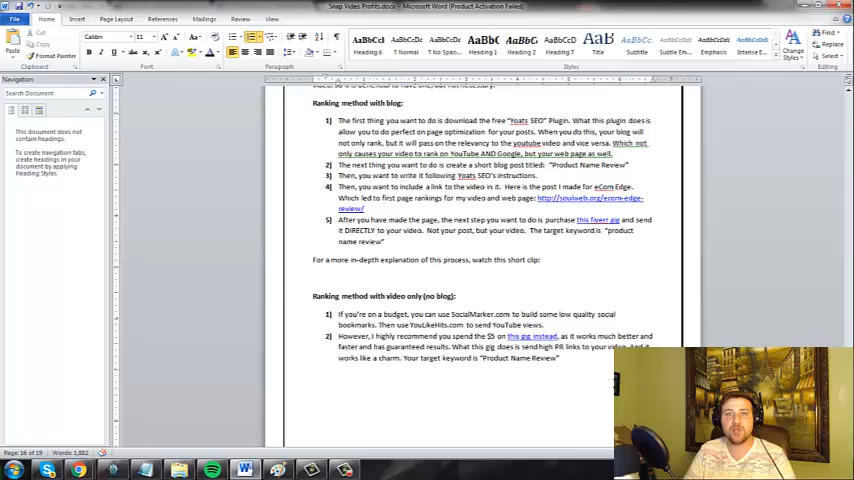 Snap Video Profits.docx - Microsoft Word (Product Activation Failed)
File Home Insert Page Layout References Mailings Review View
Cut
Copy
Paste
Format Painter
Clipboard
Calibri
Font
Paragraph
AaBbCcI AaBbCcDc AaBbCcDc
Heading 6 ¶ Normal ¶ No Spac... Heading 1 Heading 2 Heading 7 Title Subtitle Subtle Em... Emphasis Intense E...
Styles
Change Styles
Find
Replace
Select
Editing
Navigation
Search Document
This document does not
contain headings.
To create navigation tabs,
create headings in your
document by applying
Heading Styles.
Ranking method with blog:
1) The first thing you want to do is download the free “Yoats SEO” Plugin. What this plugin does is
allow you to do perfect on page optimization for your posts. When you do this, your blog will
not only rank, but it will pass on the relevancy to the youtube video and vice versa. Which not
only causes your video to rank on YouTube AND Google, but your web page as well.
2) The next thing you want to do is create a short blog post titled: “Product Name Review”
3) Then, you want to write it following Yoats SEO’s instructions.
4) Then, you want to include a link to the video in it. Here is the post I made for eCom Edge.
Which led to first page rankings for my video and web page: http://soulweb.org/ecom-edge-
review/
5) After you have made the page, the next step you want to do is purchase this fiverr gig and send
it DIRECTLY to your video. Not your post, but your video. The target keyword is “product
name review”
For a more in-depth explanation of this process, watch this short clip:
Ranking method with video only (no blog):
1) If you’re on a budget, you can use SocialMarker.com to build some low quality social
bookmarks. Then use YouLikeHits.com to send YouTube views.
2) However, I highly recommend you spend the $5 on this gig instead, as it works much better and
faster and has guaranteed results. What this gig does is send high PR links to your video. And it
works like a charm. Your target keyword is “Product Name Review”
Page: 16 of 19 Words: 1,882